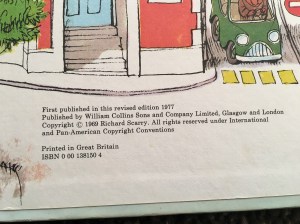 First published in this revised edition 1977
Published by William Collins Sons and Company Limited, Glasgow and London
Copyright © 1969 Richard Scarry. All rights reserved under International
and Pan-American Copyright Conventions
Printed in Great Britain
ISBN 0 00 138150 4